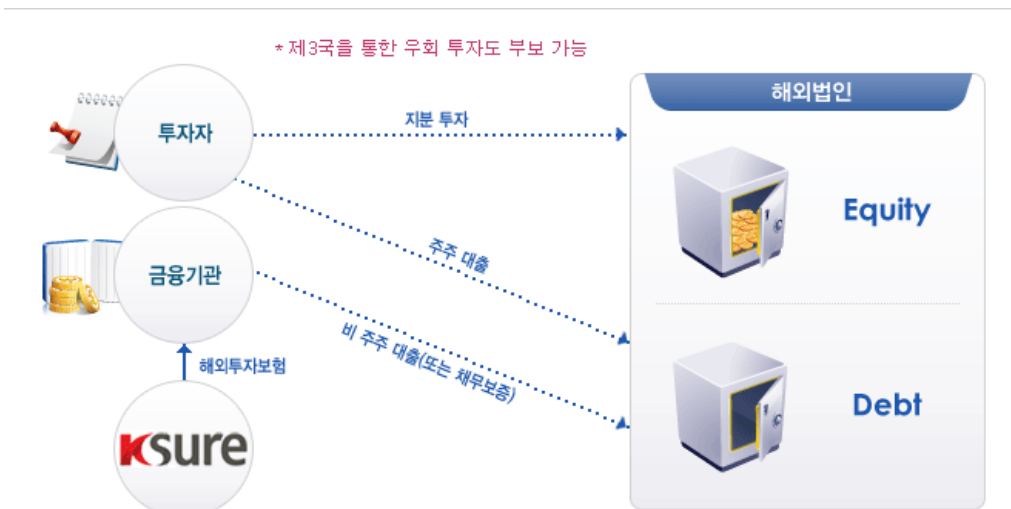 * 제3국을 통한 우회 투자도 부보 가능
해외법인
투자자
지분 투자
Equity
주주 대출
금융기관
비 주주 대출(또는 채무보증)
해외투자보험
Debt
Ksure